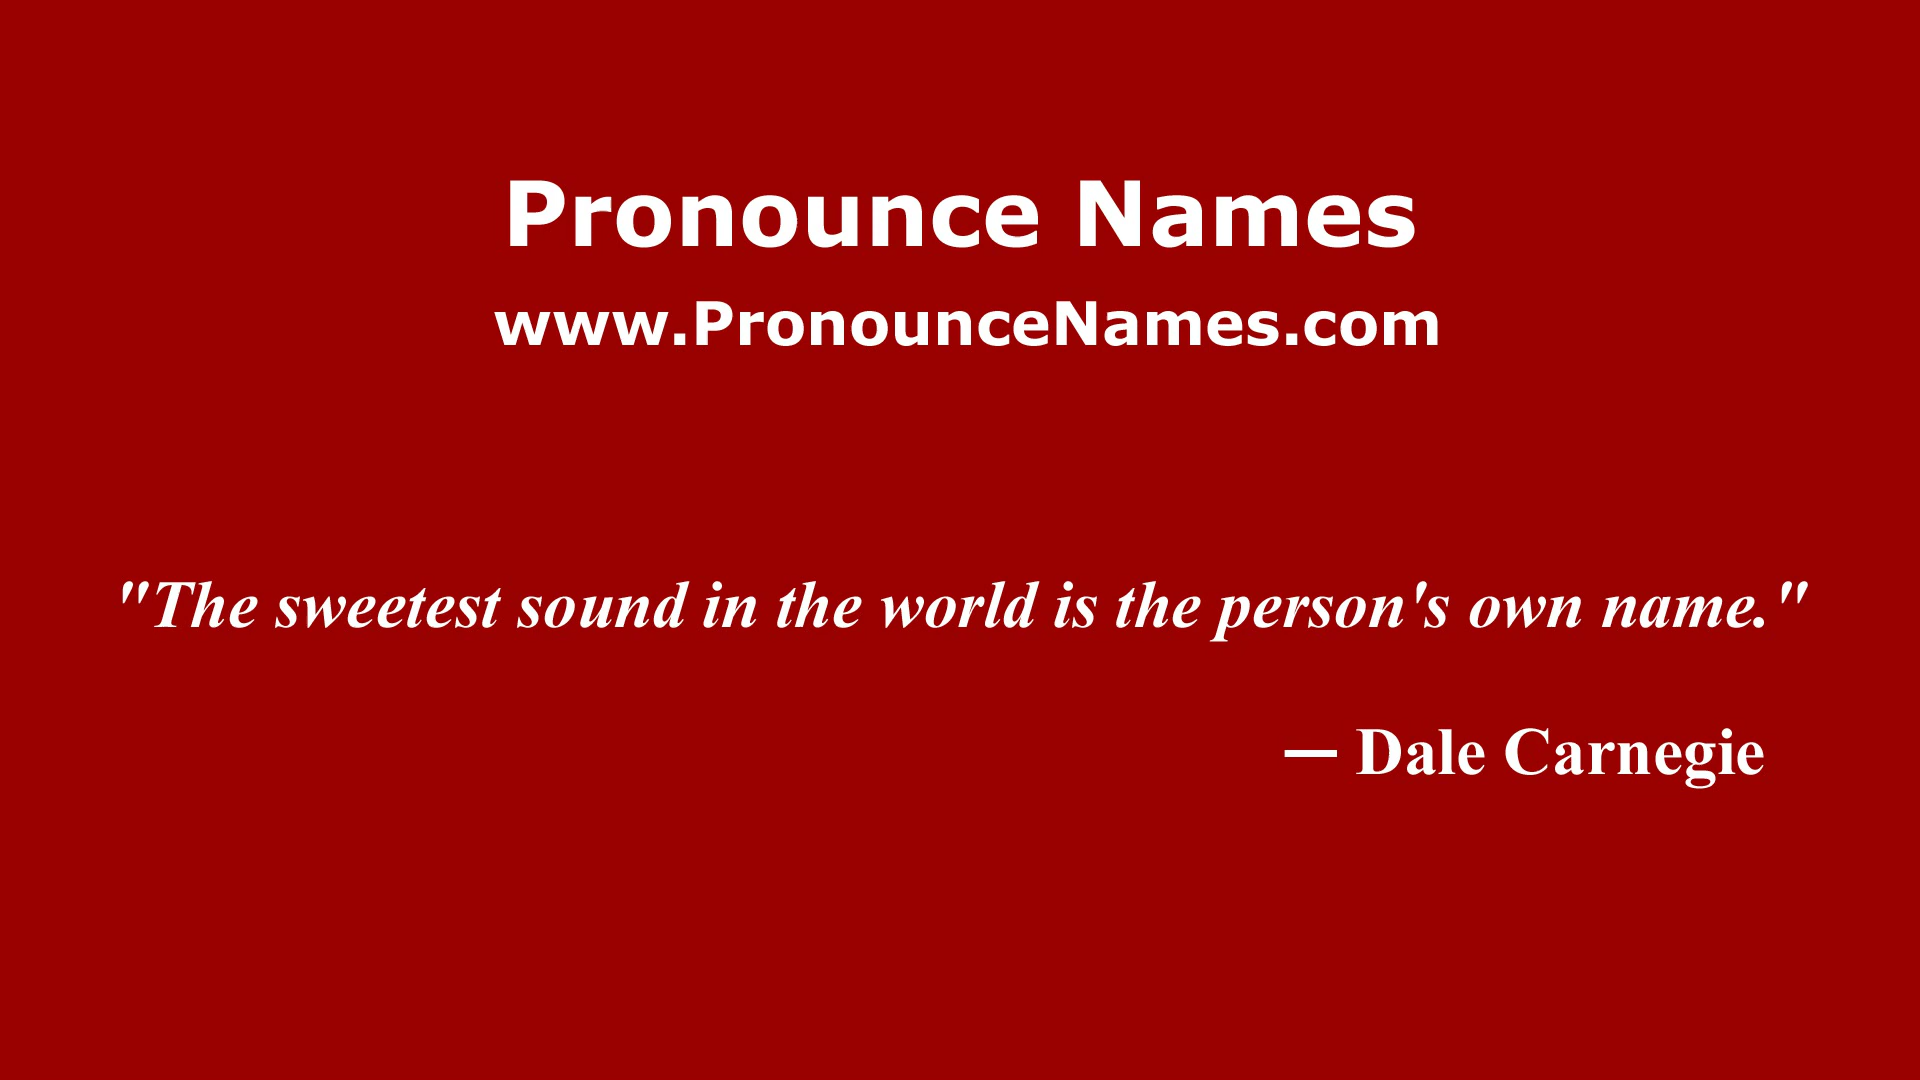 Pronounce Names
www.PronounceNames.com
"The sweetest sound in the world is the person's own name."
— Dale Carnegie